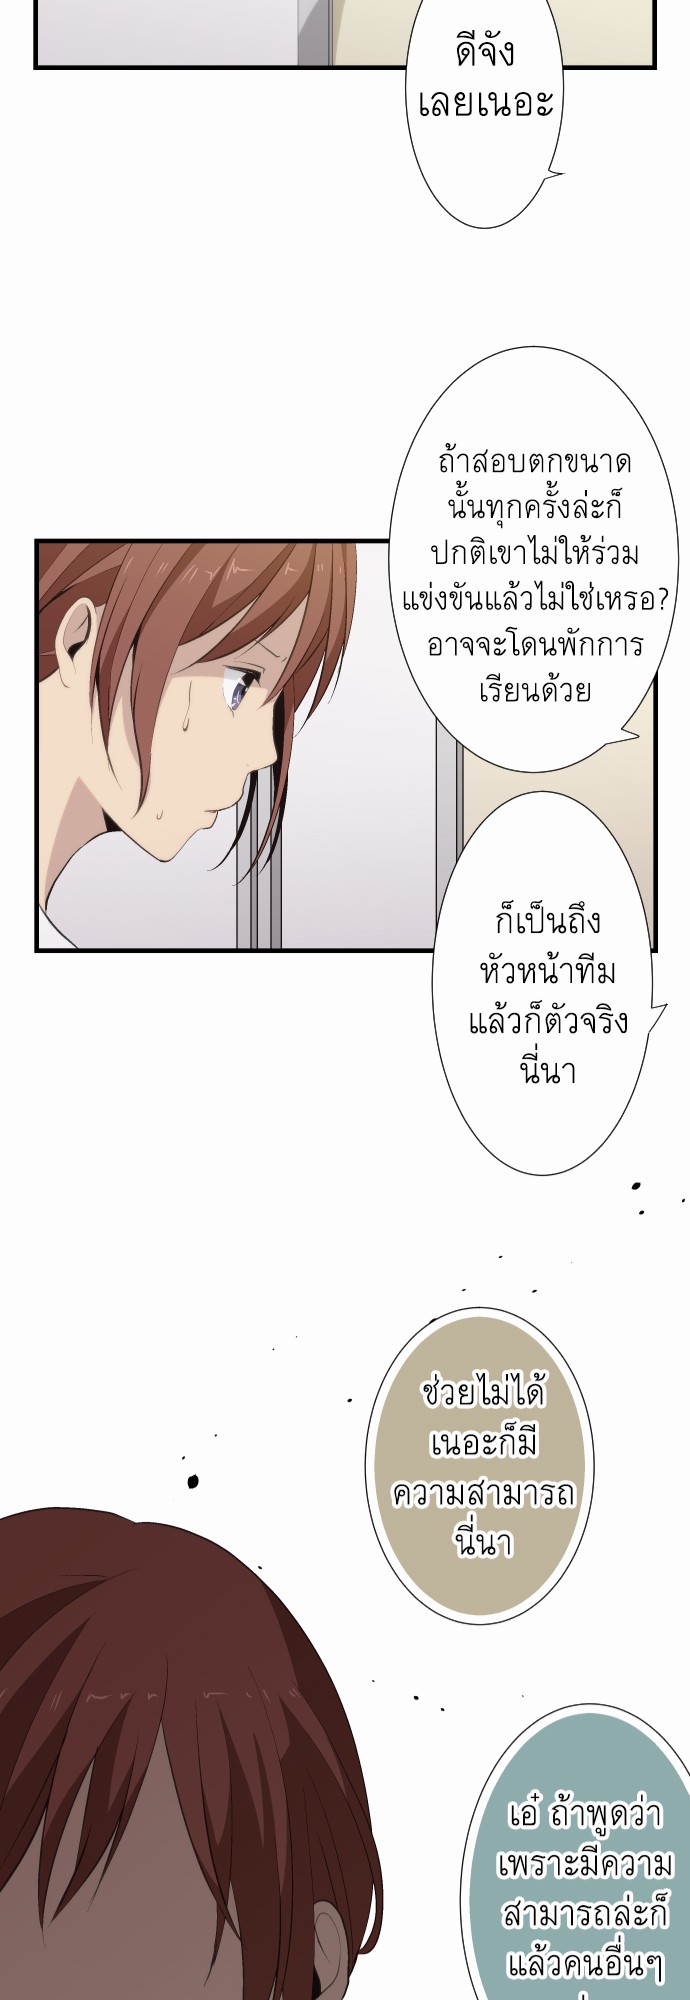 ดีจัง
เลยเนอะ
ถ้าสอบตกขนาด
นั้นทุกครั้งล่ะก็
ปกติเขาไม่ให้ร่วม
แข่งขันแล้วไม่ใช่เหรอ?
อาจจะโดนพักการ
เรียนด้วย
ก็เป็นถึง
หัวหน้าทีม
แล้วก็ตัวจริง
นี่นา
ช่วยไม่ได้
เนอะก็มี
ความสามารถ
นี่นา
เอ๋ ถ้าพูดว่า
เพราะมีความ
สามารถล่ะก็
แล้วคนอื่นๆ